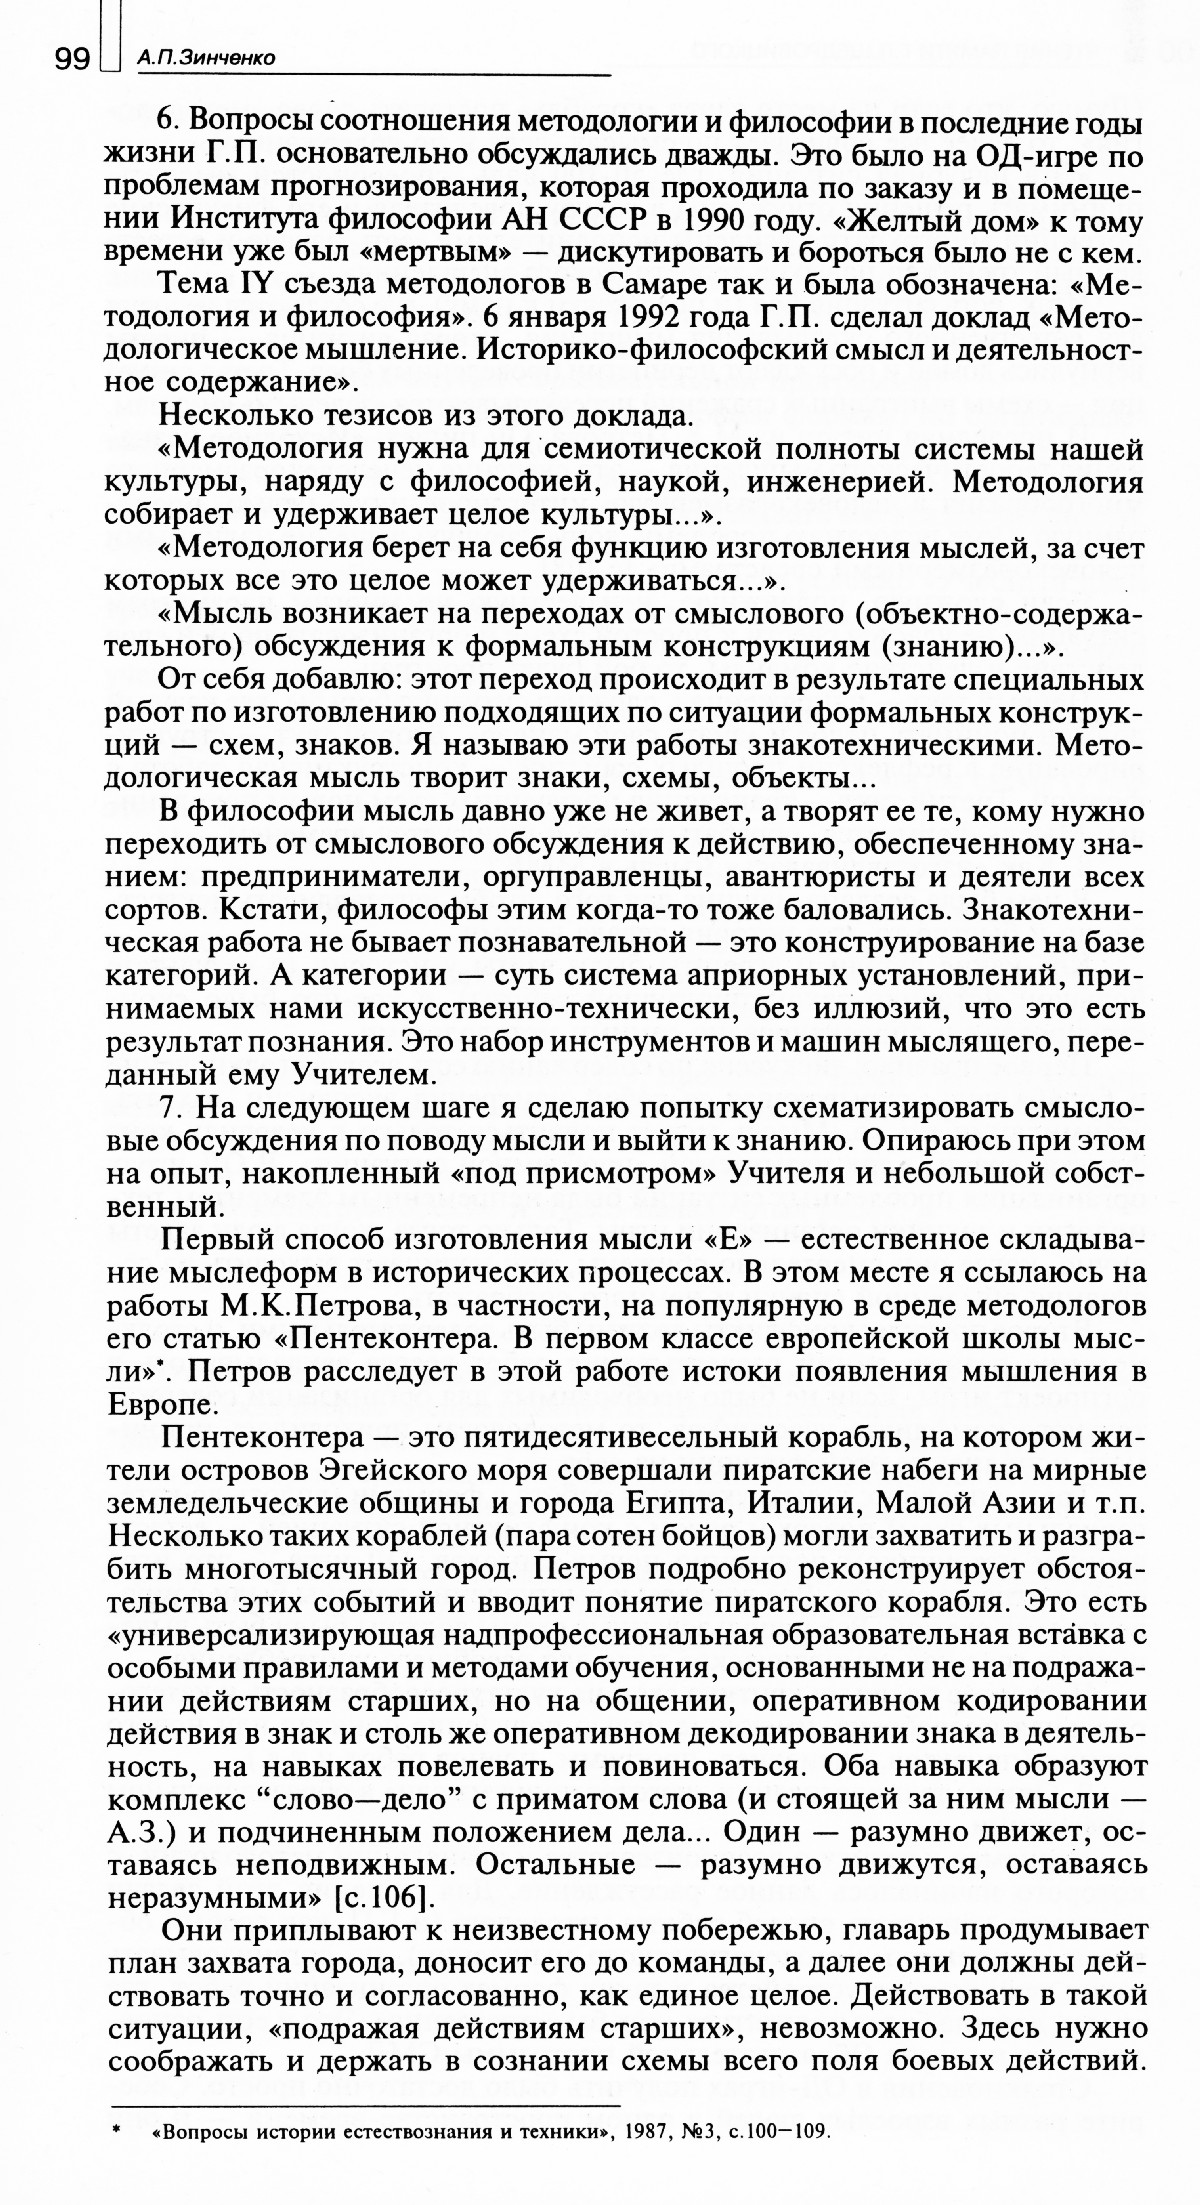 99 А.П.Зинченко
6. Вопросы соотношения методологии и философии в последние годы
жизни Г.П. основательно обсуждались дважды. Это было на ОД-игре по
проблемам прогнозирования, которая проходила по заказу и в помеще-
нии Института философии АН СССР в 1990 году. «Желтый дом» к тому
времени уже был «мертвым» — дискутировать и бороться было не с кем.
Тема IY съезда методологов в Самаре так и была обозначена: «Ме-
тодология и философия». 6 января 1992 года Г.П. сделал доклад «Мето-
дологическое мышление. Историко-философский смысл и деятельност-
ное содержание».
Несколько тезисов из этого доклада.
«Методология нужна для семиотической полноты системы нашей
культуры, наряду с философией, наукой, инженерией. Методология
собирает и удерживает целое культуры...».
«Методология берет на себя функцию изготовления мыслей, за счет
которых все это целое может удерживаться...».
«Мысль возникает на переходах от смыслового (объектно-содержа-
тельного) обсуждения к формальным конструкциям (знанию)...».
От себя добавлю: этот переход происходит в результате специальных
работ по изготовлению подходящих по ситуации формальных конструк-
ций — схем, знаков. Я называю эти работы знакотехническими. Мето-
дологическая мысль творит знаки, схемы, объекты...
В философии мысль давно уже не живет, а творят ее те, кому нужно
переходить от смыслового обсуждения к действию, обеспеченному зна-
нием: предприниматели, оргуправленцы, авантюристы и деятели всех
сортов. Кстати, философы этим когда-то тоже баловались. Знакотехни-
ческая работа не бывает познавательной — это конструирование на базе
категорий. А категории — суть система априорных установлений, при-
нимаемых нами искусственно-технически, без иллюзий, что это есть
результат познания. Это набор инструментов и машин мыслящего, пере-
данный ему Учителем.
7. На следующем шаге я сделаю попытку схематизировать смысло-
вые обсуждения по поводу мысли и выйти к знанию. Опираюсь при этом
на опыт, накопленный «под присмотром» Учителя и небольшой собст-
венный.
Первый способ изготовления мысли «Е» — естественное складыва-
ние мыслеформ в исторических процессах. В этом месте я ссылаюсь на
работы М.К.Петрова, в частности, на популярную в среде методологов
его статью «Пентеконтера. В первом классе европейской школы мыс-
ли»*. Петров расследует в этой работе истоки появления мышления в
Европе.
Пентеконтера — это пятидесятивесельный корабль, на котором жи-
тели островов Эгейского моря совершали пиратские набеги на мирные
земледельческие общины и города Египта, Италии, Малой Азии и т.п.
Несколько таких кораблей (пара сотен бойцов) могли захватить и разгра-
бить многотысячный город. Петров подробно реконструирует обстоя-
тельства этих событий и вводит понятие пиратского корабля. Это есть
«универсализирующая надпрофессиональная образовательная вставка с
особыми правилами и методами обучения, основанными не на подража-
нии действиям старших, но на общении, оперативном кодировании
действия в знак и столь же оперативном декодировании знака в деятель-
ность, на навыках повелевать и повиноваться. Оба навыка образуют
комплекс “слово—дело” с приматом слова (и стоящей за ним мысли —
А.З.) и подчиненным положением дела... Один — разумно движет, ос-
таваясь неподвижным. Остальные — разумно движутся, оставаясь
неразумными» [с.106].
Они приплывают к неизвестному побережью, главарь продумывает
план захвата города, доносит его до команды, а далее они должны дей-
ствовать точно и согласованно, как единое целое. Действовать в такой
ситуации, «подражая действиям старших», невозможно. Здесь нужно
соображать и держать в сознании схемы всего поля боевых действий.
* «Вопросы истории естествознания и техники», 1987, №3, с.100—109.